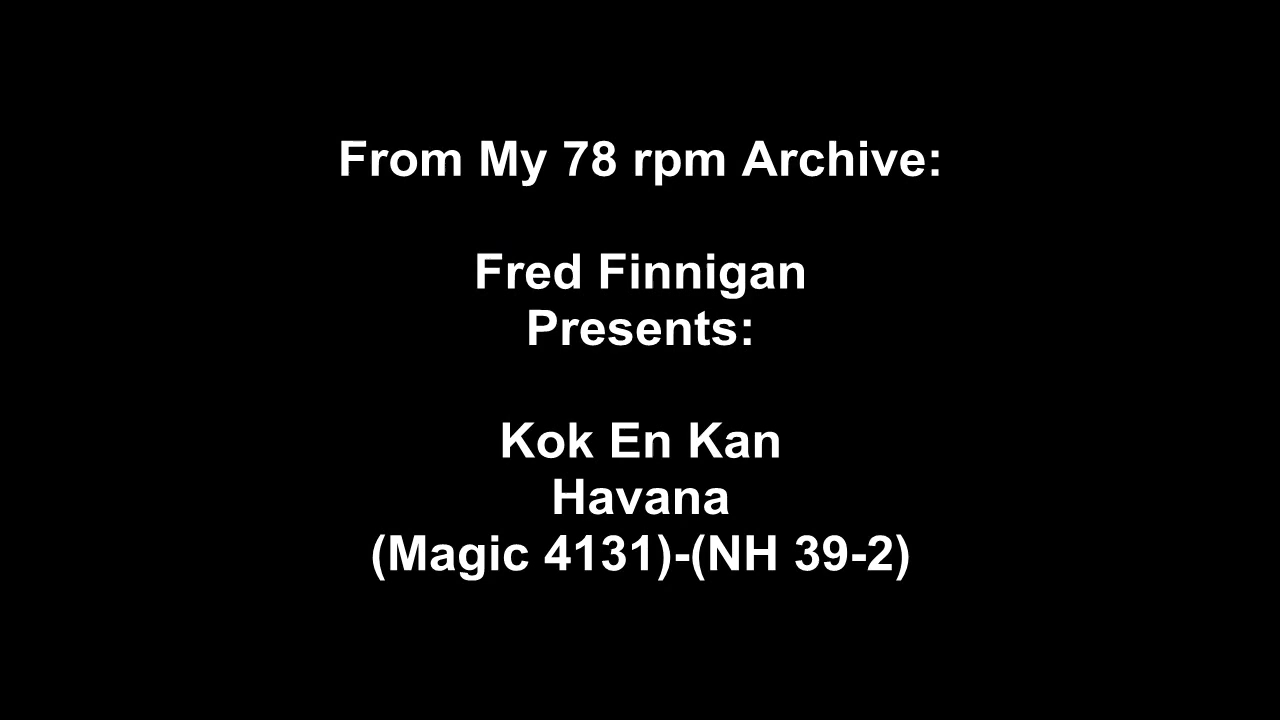 From My 78 rpm Archive:
Fred Finnigan
Presents:
Kok En Kan
Havana
(Magic 4131)-(NH 39-2)